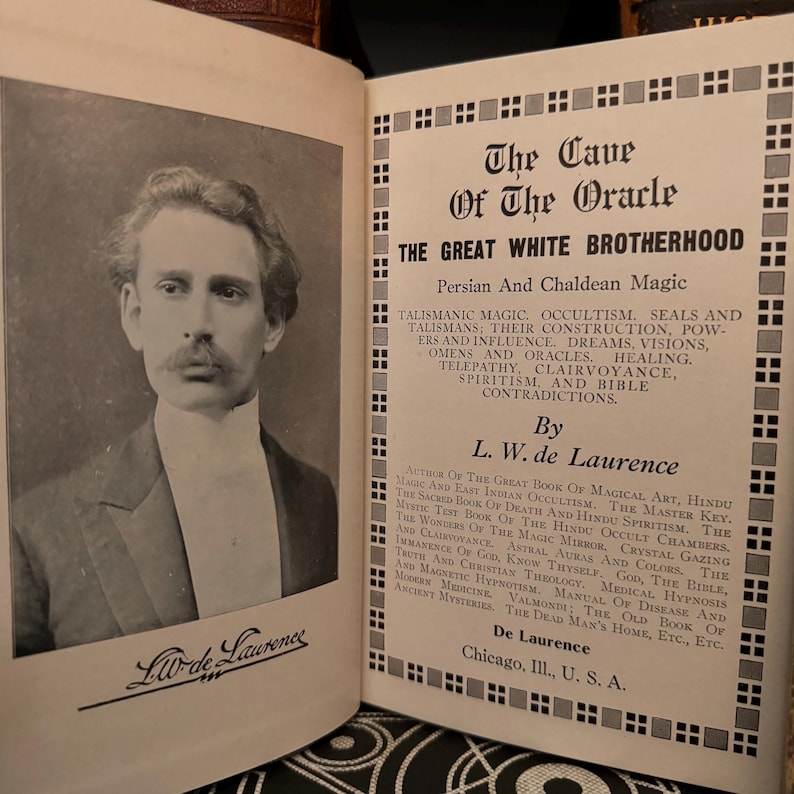 L.W. de Laurence
The Cave
Of The Oracle
THE GREAT WHITE BROTHERHOOD
Persian And Chaldean Magic
TALISMANIC MAGIC. OCCULTISM. SEALS AND
TALISMANS; THEIR CONSTRUCTION, POW-
ERS AND INFLUENCE. DREAMS, VISIONS,
OMENS AND ORACLES. HEALING.
TELEPATHY, CLAIRVOYANCE,
SPIRITISM, AND BIBLE
CONTRADICTIONS.
By
L. W. de Laurence
AUTHOR OF THE GREAT BOOK OF MAGICAL ART, HINDU
MAGIC AND EAST INDIAN OCCULTISM. THE MASTER KEY.
THE SACRED BOOK OF DEATH AND HINDU SPIRITISM. THE
MYSTIC TEST BOOK OF THE HINDU OCCULT CHAMBERS.
THE WONDERS OF THE MAGIC MIRROR. CRYSTAL GAZING
AND CLAIRVOYANCE. ASTRAL AURAS AND COLORS. THE
IMMANENCE OF GOD, KNOW THYSELF. GOD, THE BIBLE,
TRUTH AND CHRISTIAN THEOLOGY. MEDICAL HYPNOSIS
AND MAGNETIC HYPNOTISM. MANUAL OF DISEASE AND
MODERN MEDICINE. VALMONDI; THE OLD BOOK OF
ANCIENT MYSTERIES. THE DEAD MAN'S HOME, ETC., ETC.
De Laurence
Chicago, Ill., U. S. A.